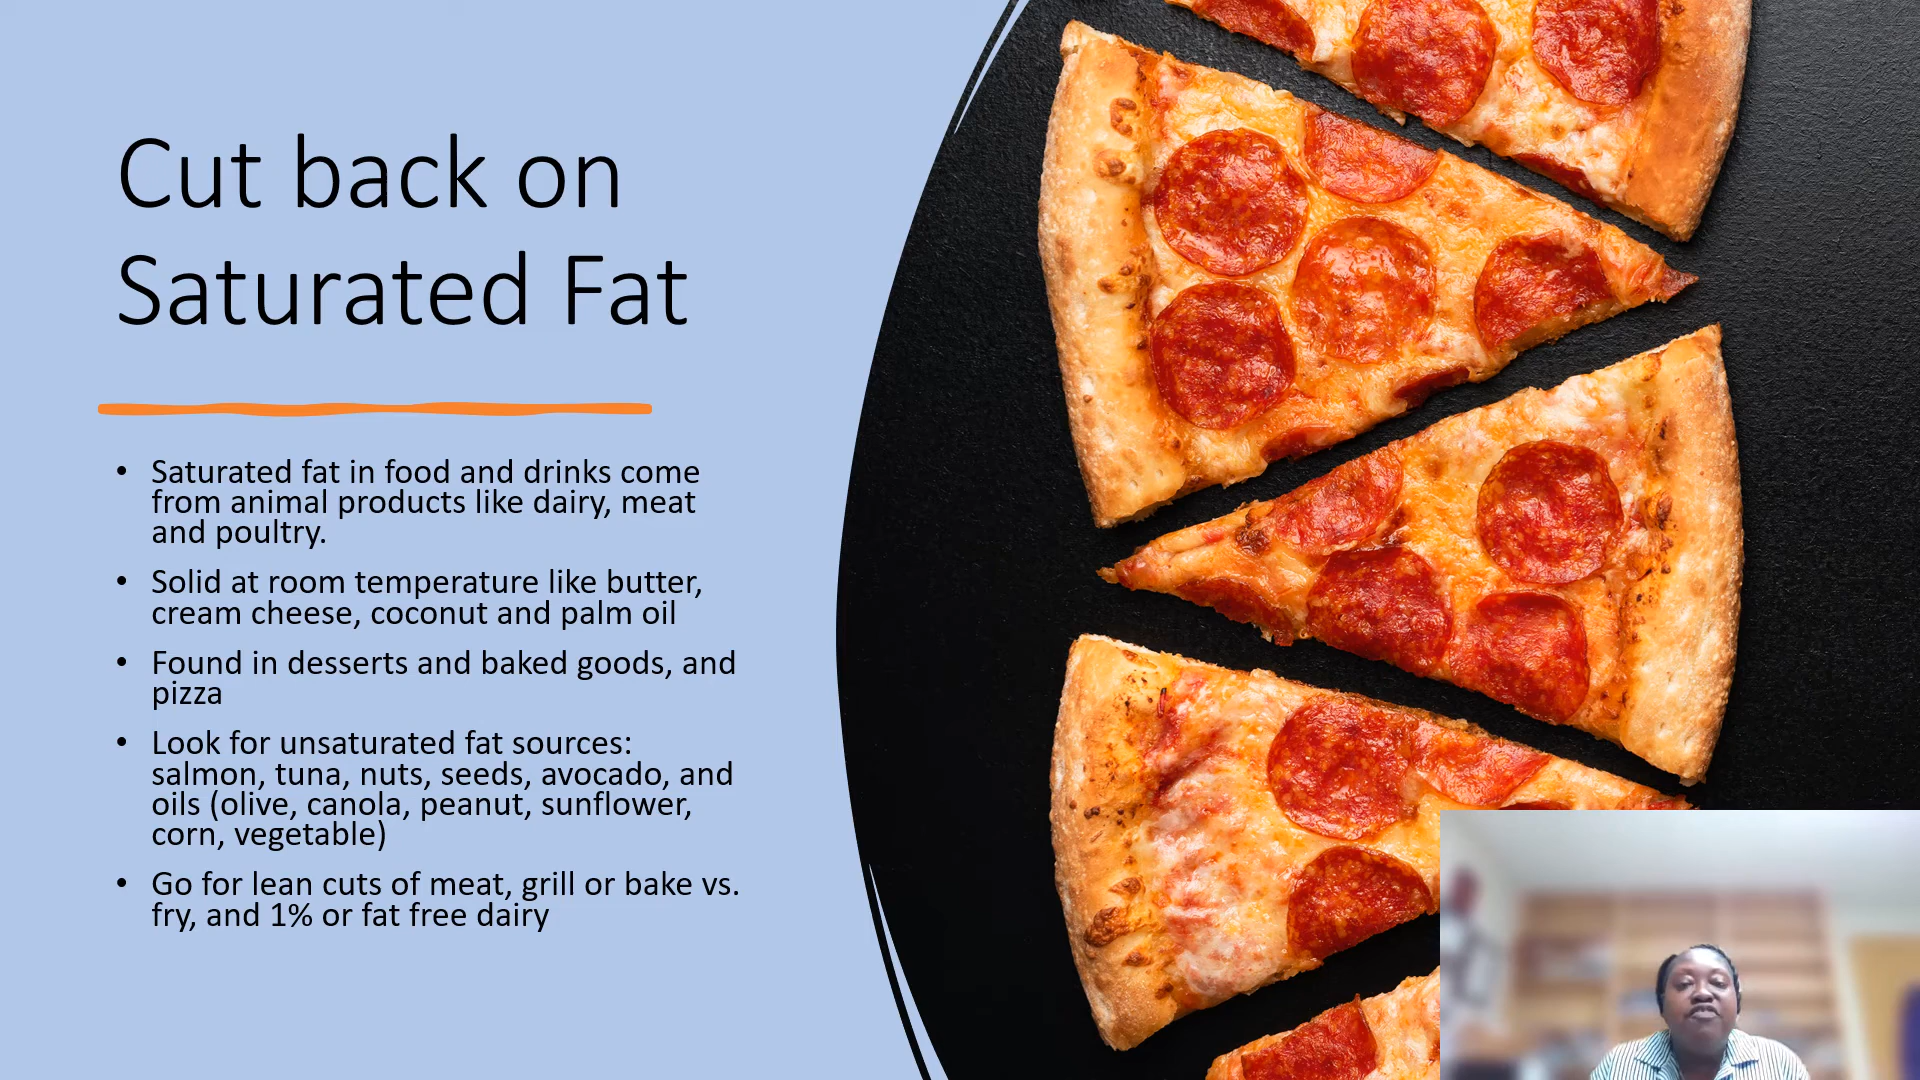 Cut back on
Saturated Fat
• Saturated fat in food and drinks come
from animal products like dairy, meat
and poultry.
• Solid at room temperature like butter,
cream cheese, coconut and palm oil
• Found in desserts and baked goods, and
pizza
• Look for unsaturated fat sources:
salmon, tuna, nuts, seeds, avocado, and
oils (olive, canola, peanut, sunflower,
corn, vegetable)
• Go for lean cuts of meat, grill or bake vs.
fry, and 1% or fat free dairy